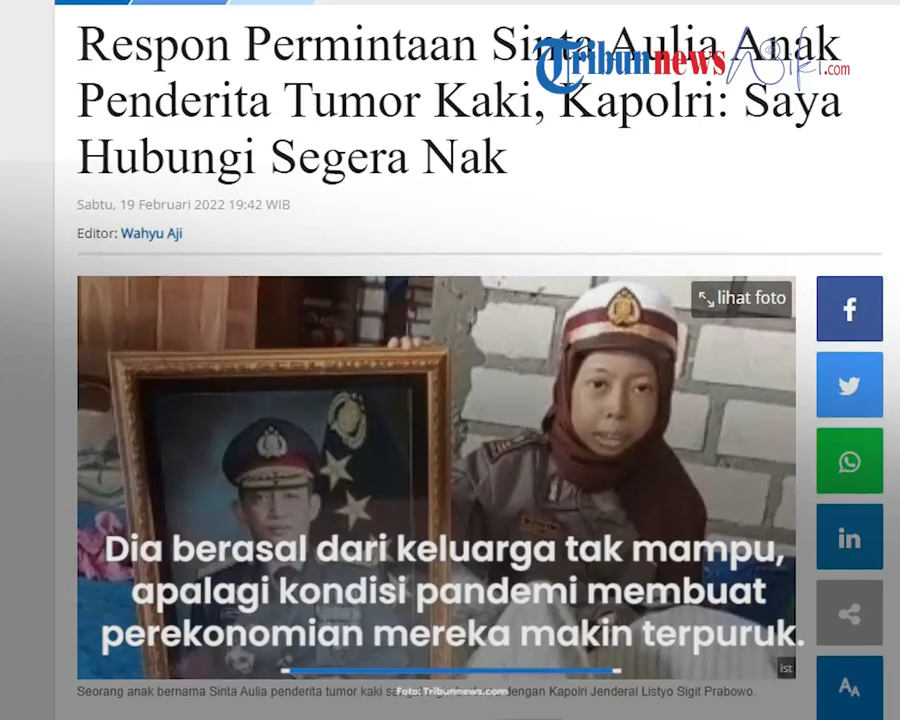 Respon Permintaan Sinta Aulia Anak
Penderita Tumor Kaki, Kapolri: Saya
Hubungi Segera Nak
Tribunnews
.com
Sabtu, 19 Februari 2022 19:42 WIB
Editor: Wahyu Aji
lihat foto
Dia berasal dari keluarga tak mampu,
apalagi kondisi pandemi membuat
perekonomian mereka makin terpuruk.
ist
Seorang anak bernama Sinta Aulia penderita tumor kaki dengan Kapolri Jenderal Listyo Sigit Prabowo.
Foto: Tribunnews.com
AA